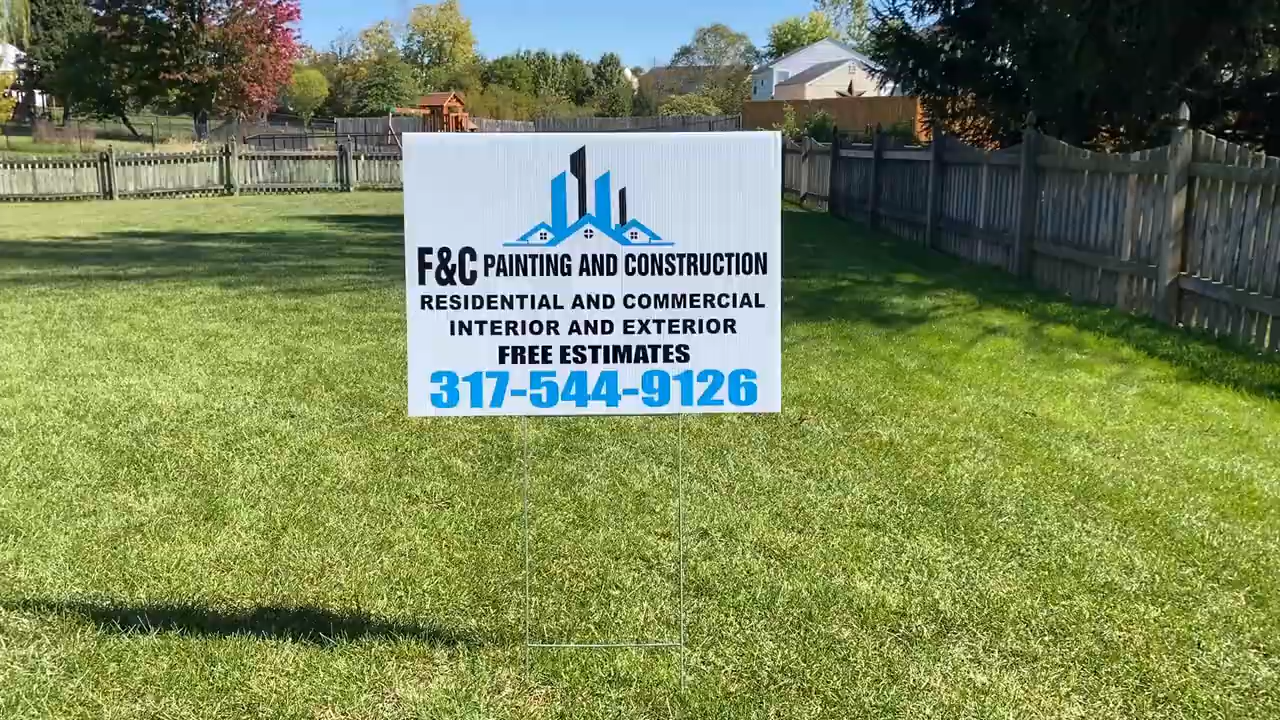 F&C PAINTING AND CONSTRUCTION
RESIDENTIAL AND COMMERCIAL
INTERIOR AND EXTERIOR
FREE ESTIMATES
317-544-9126